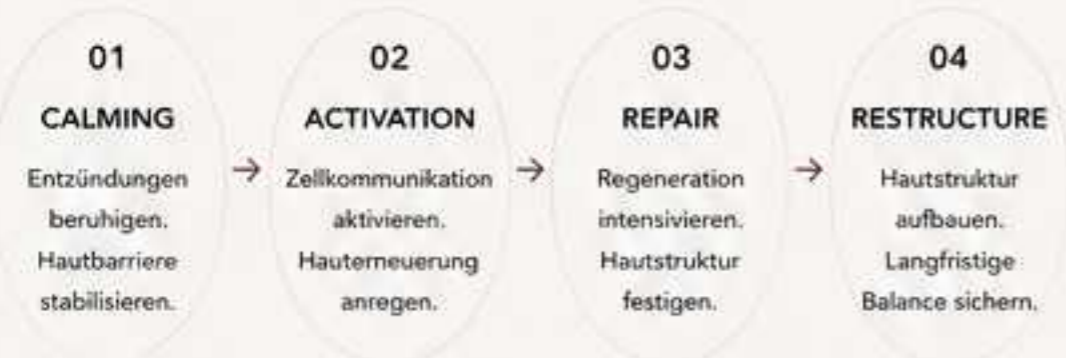 01
CALMING
Entzündungen
beruhigen.
Hautbarriere
stabilisieren.
→
02
ACTIVATION
Zellkommunikation
aktivieren.
Hauterneuerung
anregen.
→
03
REPAIR
Regeneration
intensivieren.
Hautstruktur
festigen.
→
04
RESTRUCTURE
Hautstruktur
aufbauen.
Langfristige
Balance sichern.